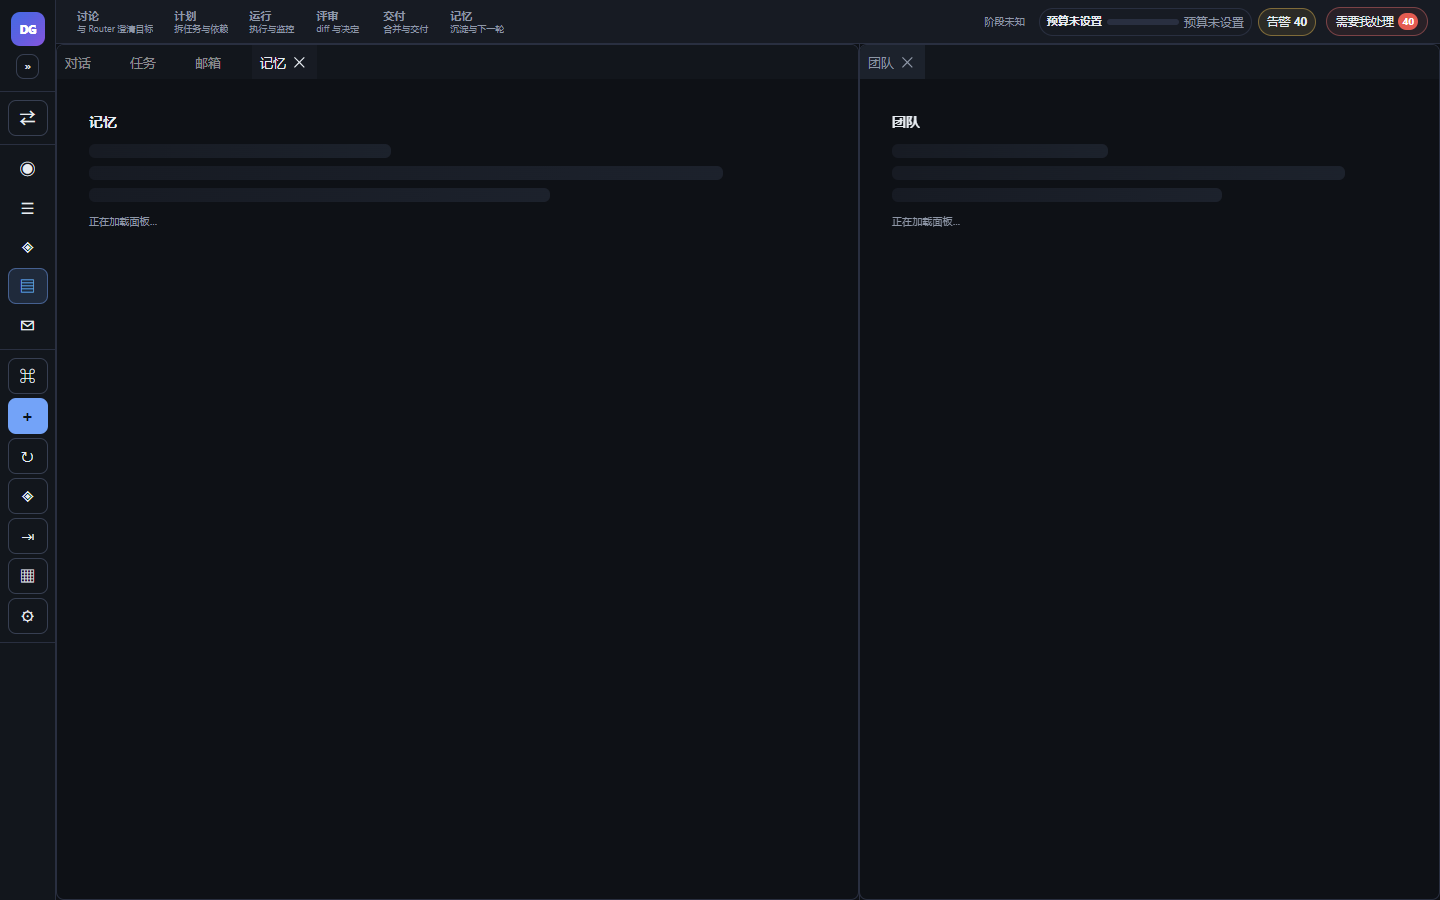 DG
»
讨论
与 Router 澄清目标
计划
拆任务与依赖
运行
执行与监控
评审
diff 与决定
交付
合并与交付
记忆
沉淀与下一轮
阶段未知
预算未设置
预算未设置
告警 40
需要我处理 40
对话
任务
邮箱
记忆
团队
记忆
正在加载面板...
团队
正在加载面板...